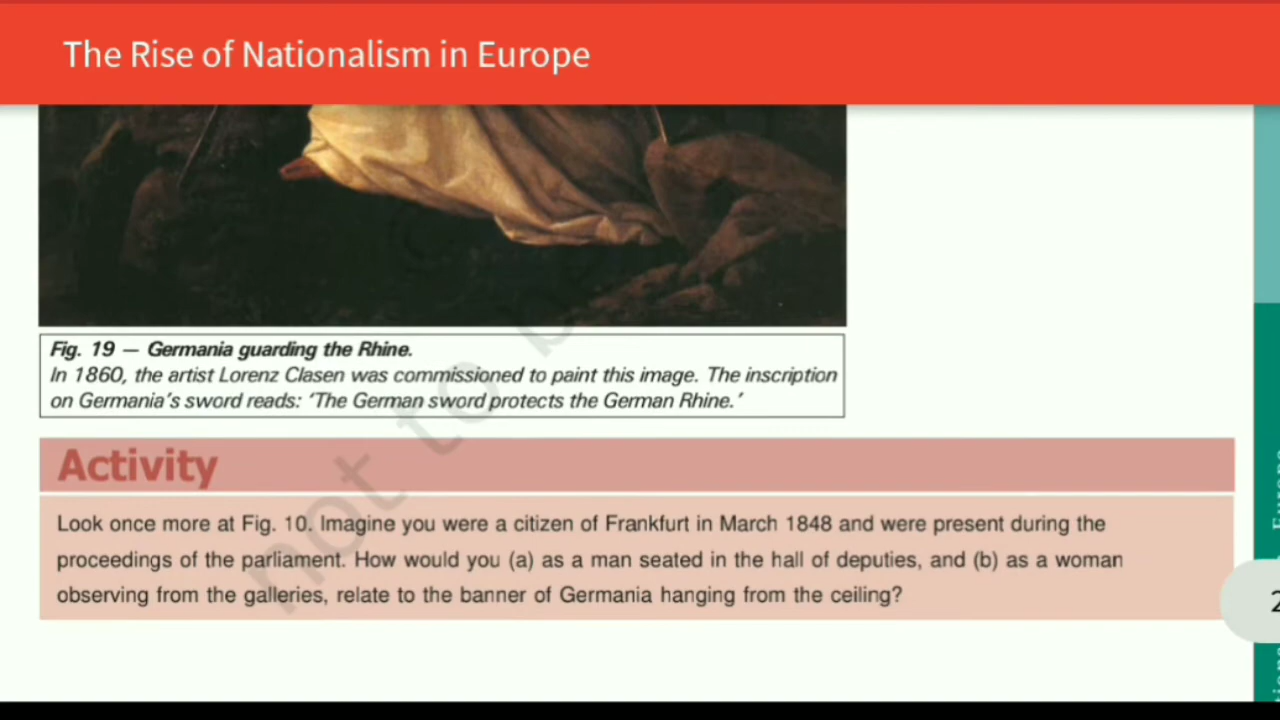 The Rise of Nationalism in Europe
Fig. 19 — Germania guarding the Rhine.
In 1860, the artist Lorenz Clasen was commissioned to paint this image. The inscription
on Germania's sword reads: 'The German sword protects the German Rhine.'
Activity
Look once more at Fig. 10. Imagine you were a citizen of Frankfurt in March 1848 and were present during the
proceedings of the parliament. How would you (a) as a man seated in the hall of deputies, and (b) as a woman
observing from the galleries, relate to the banner of Germania hanging from the ceiling?
not to b
2